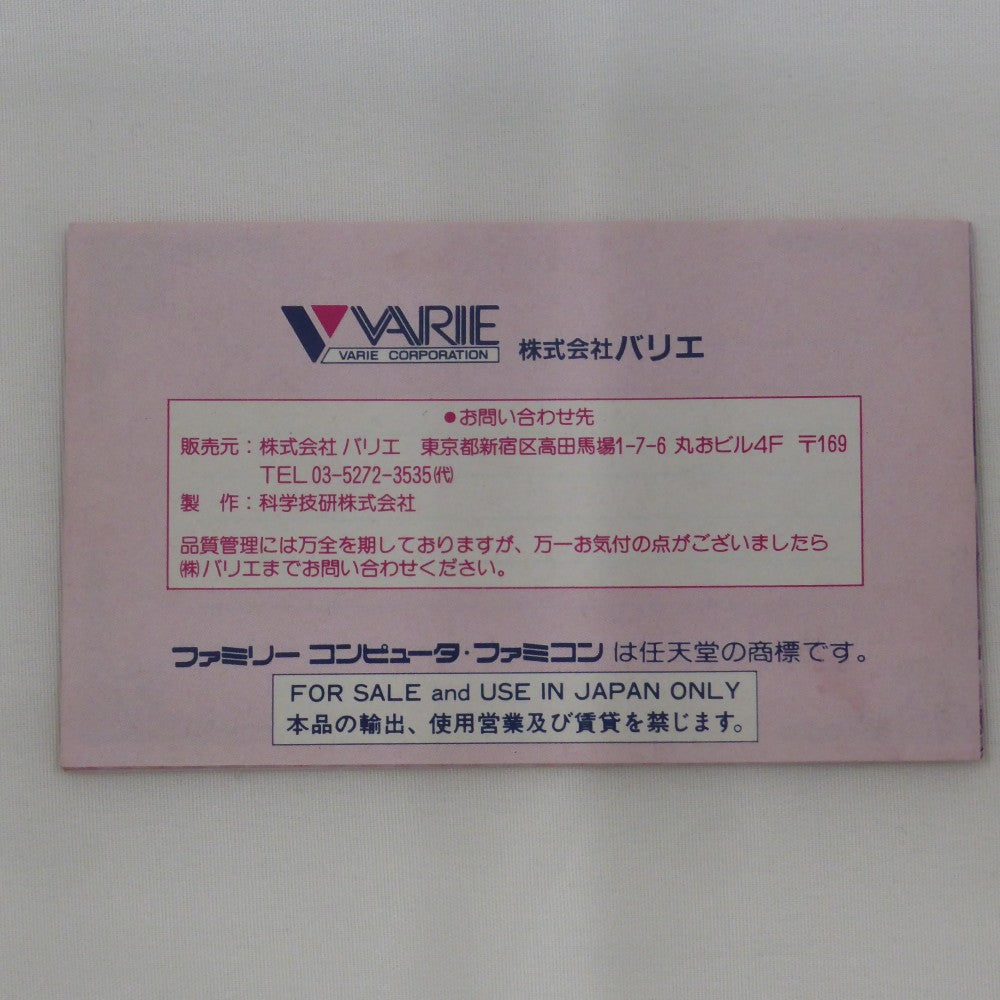 VARIE
VARIE CORPORATION
株式会社バリエ
●お問い合わせ先
販売元：株式会社 バリエ 東京都新宿区高田馬場1-7-6 丸おビル4F 〒169
TEL 03-5272-3535㈹
製 作：科学技研株式会社
品質管理には万全を期しておりますが、万一お気付の点がございましたら
㈱バリエまでお問い合わせください。
ファミリーコンピュータ・ファミコンは任天堂の商標です。
FOR SALE and USE IN JAPAN ONLY
本品の輸出、使用営業及び賃貸を禁じます。